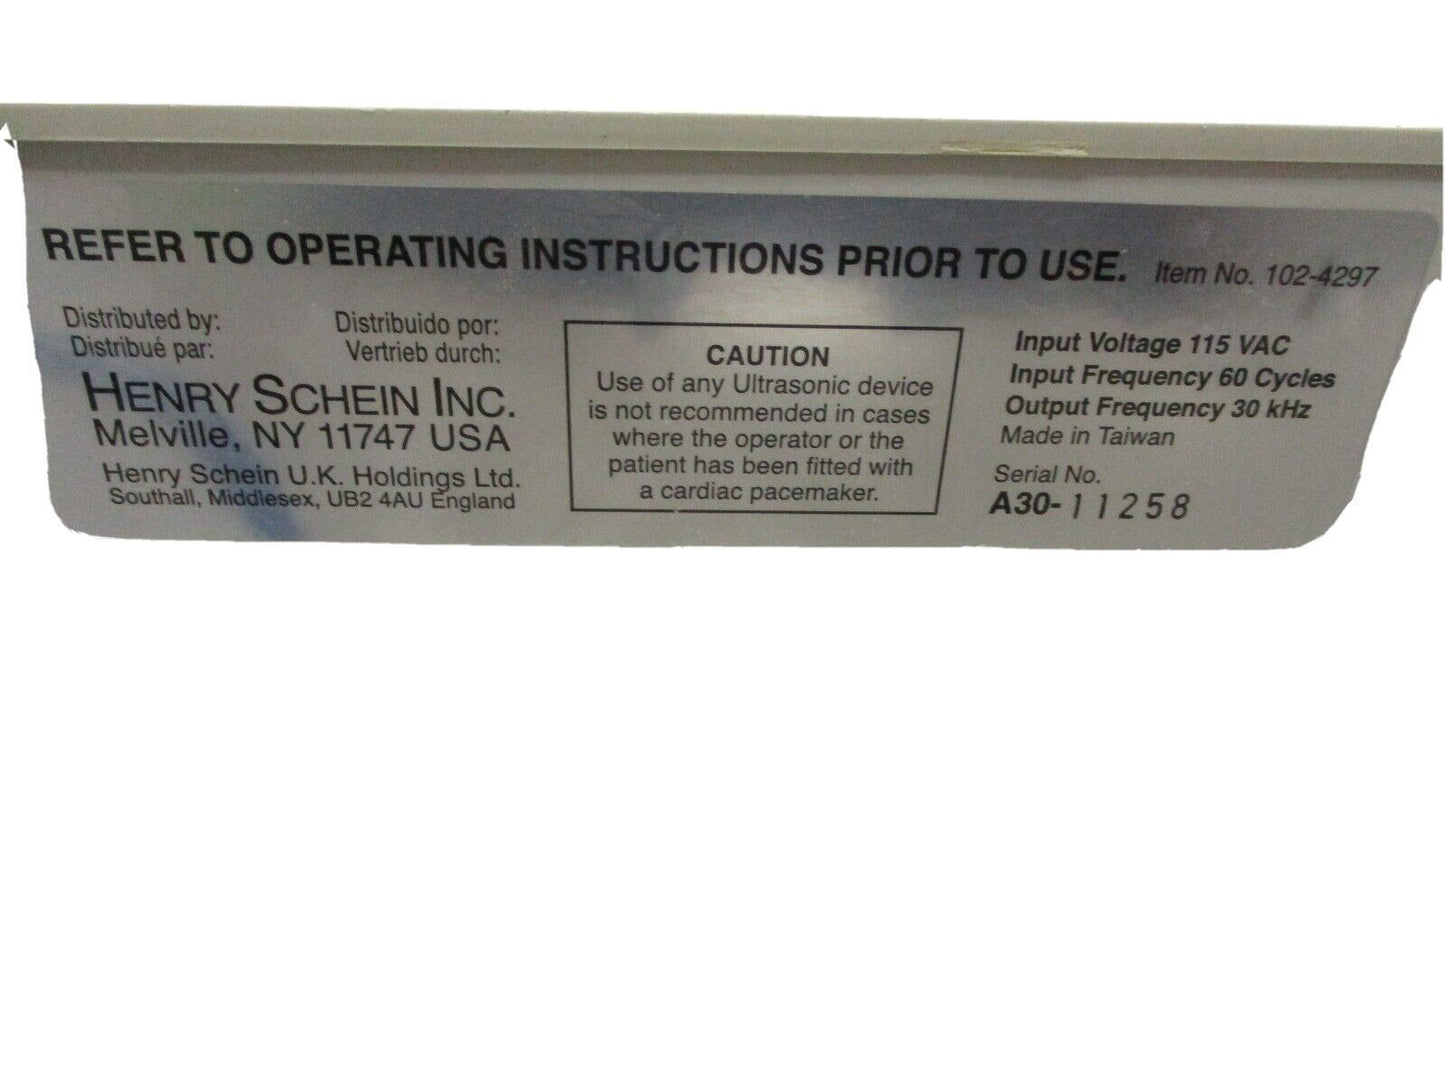 REFER TO OPERATING INSTRUCTIONS PRIOR TO USE. Item No. 102-4297
Distributed by: Distribuido por:
Distribué par: Vertrieb durch:
HENRY SCHEIN INC.
Melville, NY 11747 USA
Henry Schein U.K. Holdings Ltd.
Southall, Middlesex, UB2 4AU England
CAUTION
Use of any Ultrasonic device
is not recommended in cases
where the operator or the
patient has been fitted with
a cardiac pacemaker.
Input Voltage 115 VAC
Input Frequency 60 Cycles
Output Frequency 30 kHz
Made in Taiwan
Serial No.
A30-11258